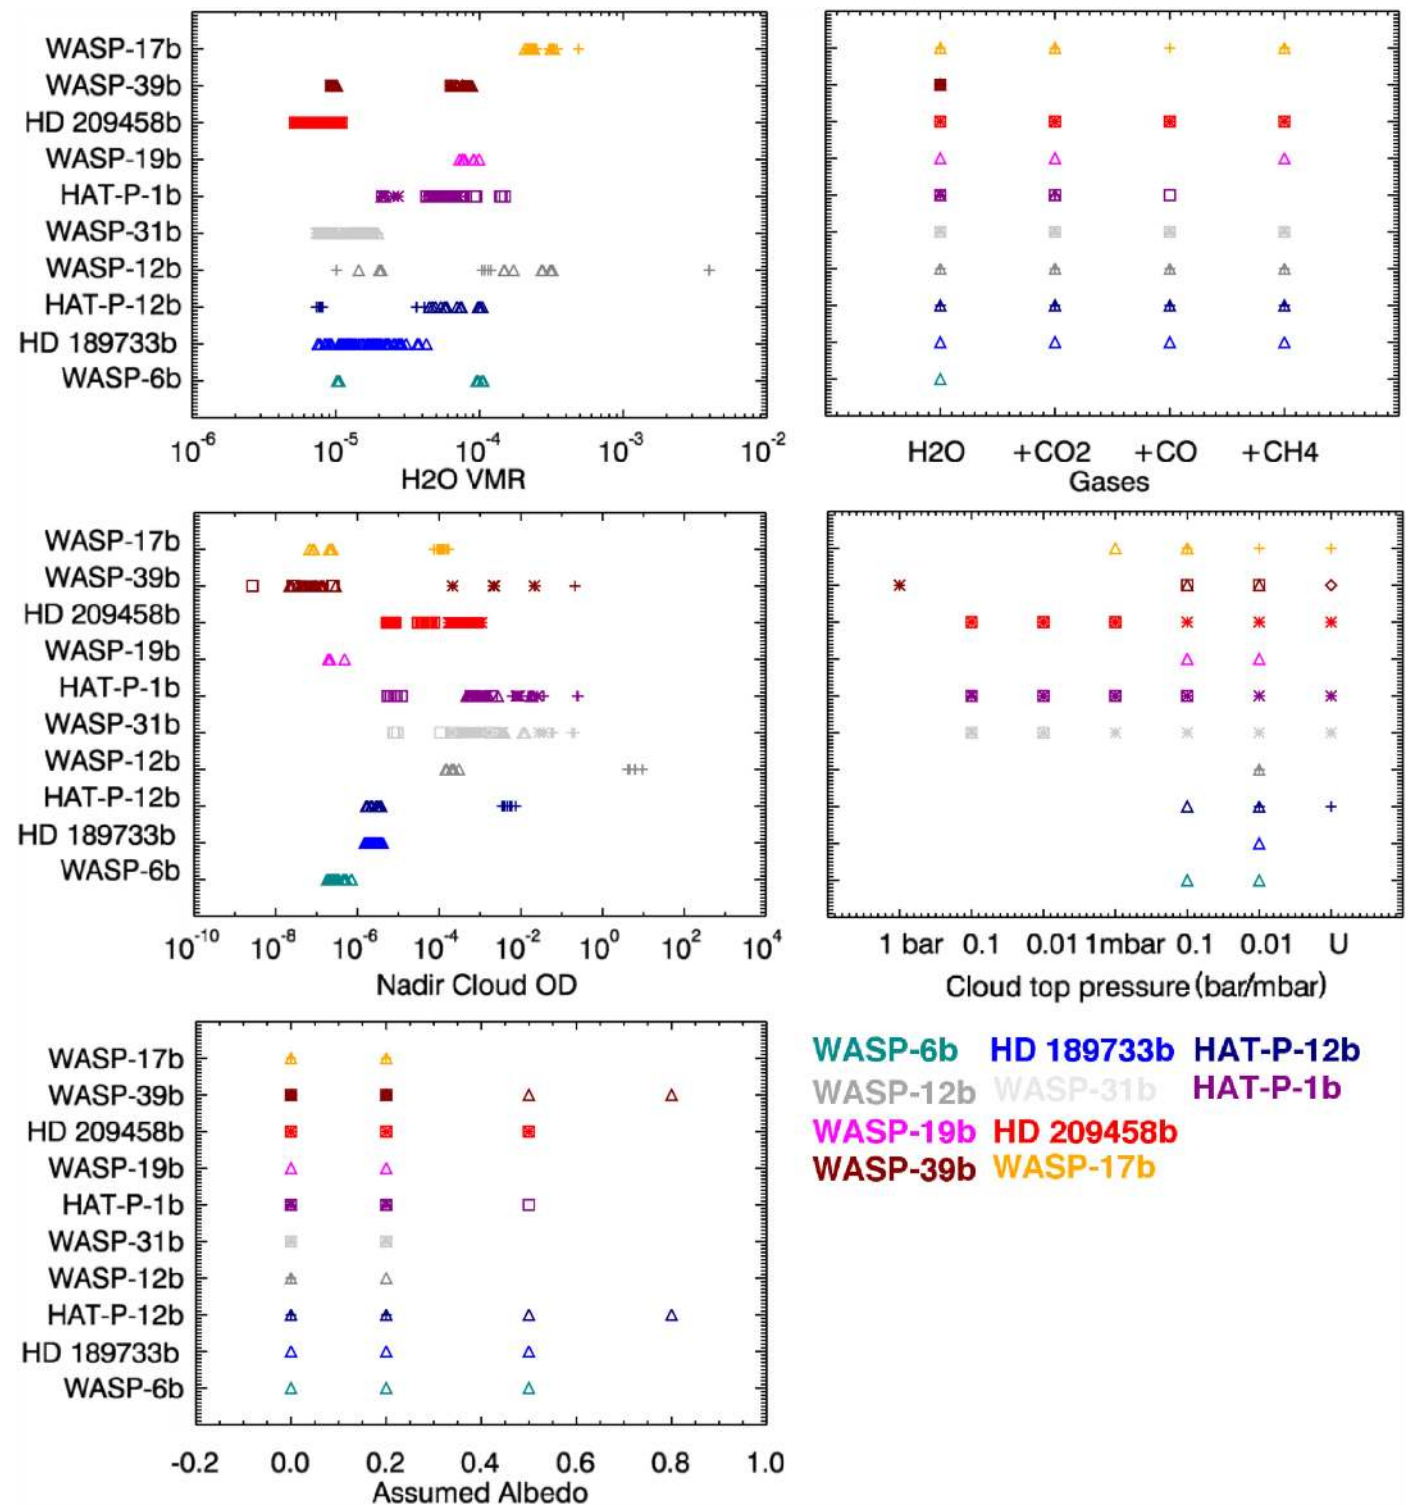 WASP-17b
WASP-39b
HD 209458b
WASP-19b
HAT-P-1b
WASP-31b
WASP-12b
HAT-P-12b
HD 189733b
WASP-6b
10-6 10-5 10-4 10-3 10-2
H2O VMR
H2O +CO2 +CO +CH4
Gases
WASP-17b
WASP-39b
HD 209458b
WASP-19b
HAT-P-1b
WASP-31b
WASP-12b
HAT-P-12b
HD 189733b
WASP-6b
10-10 10-8 10-6 10-4 10-2 100 102 104
Nadir Cloud OD
1 bar 0.1 0.01 1mbar 0.1 0.01 U
Cloud top pressure (bar/mbar)
WASP-17b
WASP-39b
HD 209458b
WASP-19b
HAT-P-1b
WASP-31b
WASP-12b
HAT-P-12b
HD 189733b
WASP-6b
-0.2 0.0 0.2 0.4 0.6 0.8 1.0
Assumed Albedo
WASP-6b HD 189733b HAT-P-12b
WASP-12b WASP-31b HAT-P-1b
WASP-19b HD 209458b
WASP-39b WASP-17b